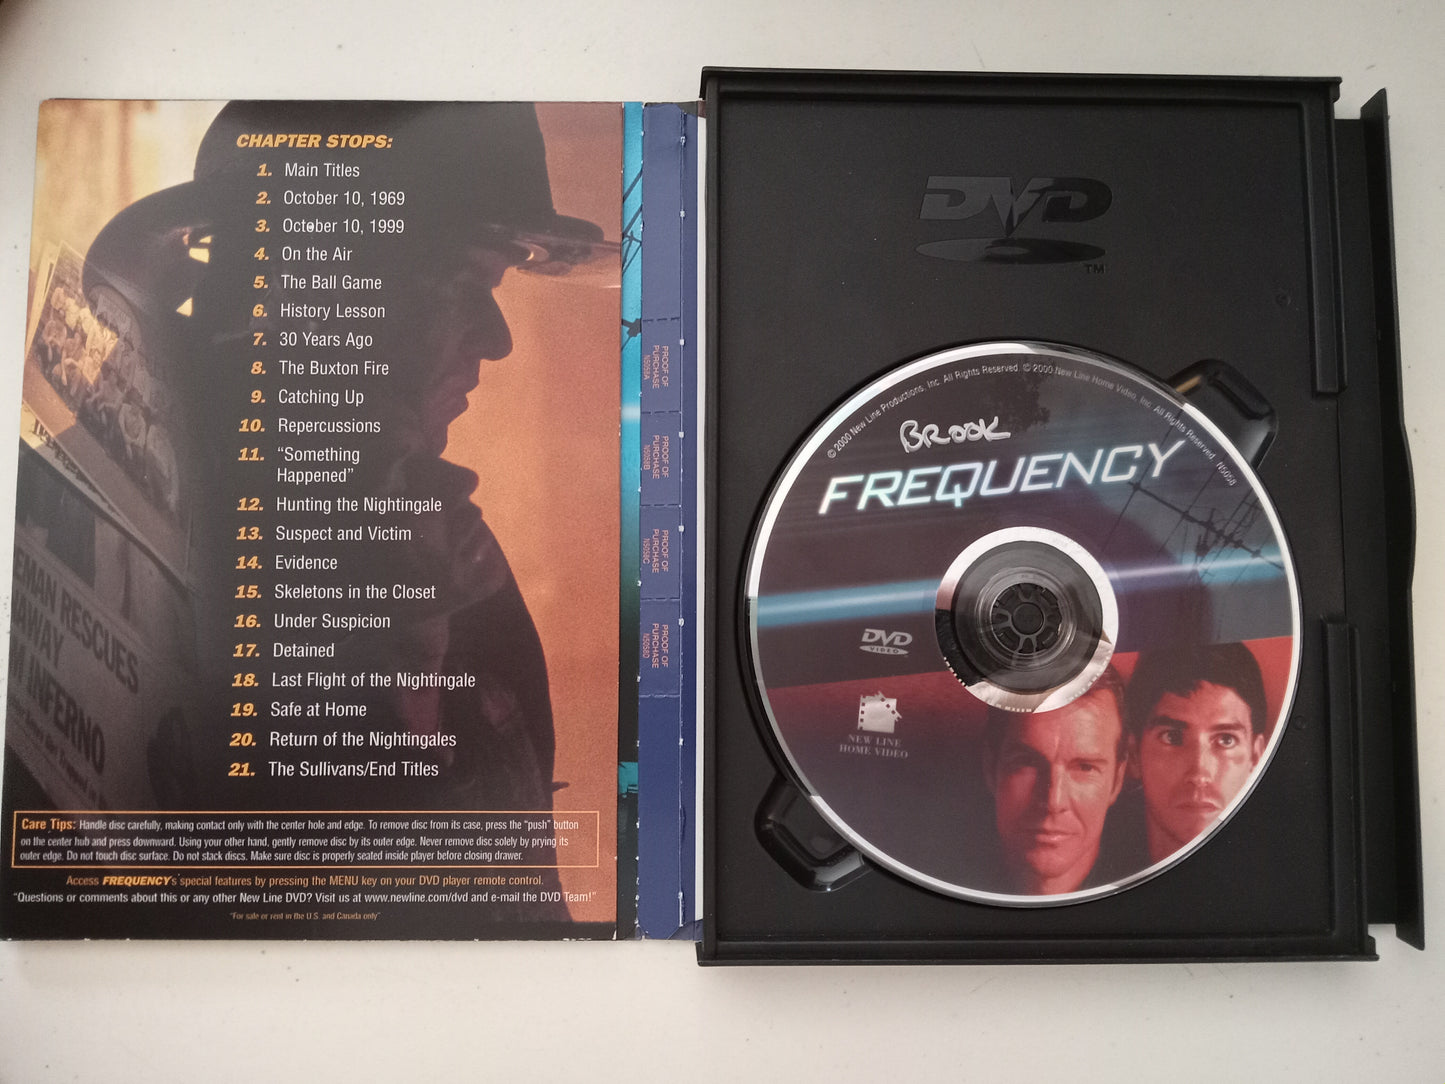 CHAPTER STOPS:
1. Main Titles
2. October 10, 1969
3. October 10, 1999
4. On the Air
5. The Ball Game
6. History Lesson
7. 30 Years Ago
8. The Buxton Fire
9. Catching Up
10. Repercussions
11. “Something
Happened”
12. Hunting the Nightingale
13. Suspect and Victim
14. Evidence
15. Skeletons in the Closet
16. Under Suspicion
17. Detained
18. Last Flight of the Nightingale
19. Safe at Home
20. Return of the Nightingales
21. The Sullivans/End Titles
EMAN RESCUES
INFERNO
Care Tips: Handle disc carefully, making contact only with the center hole and edge. To remove disc from its case, press the “push” button
on the center hub and press downward. Using your other hand, gently remove disc by its outer edge. Never remove disc solely by prying its
outer edge. Do not touch disc surface. Do not stack discs. Make sure disc is properly seated inside player before closing drawer.
Access FREQUENCY's special features by pressing the MENU key on your DVD player remote control.
“Questions or comments about this or any other New Line DVD? Visit us at www.newline.com/dvd and e-mail the DVD Team!”
“For sale or rent in the U.S. and Canada only”
PROOF OF
PURCHASE
N5058A
PROOF OF
PURCHASE
N5058B
PROOF OF
PURCHASE
N5058C
PROOF OF
PURCHASE
N5058D
DVD
TM
© 2000 New Line Productions, Inc. All Rights Reserved. © 2000 New Line Home Video, Inc. All Rights Reserved. N5058
BROOK
FREQUENCY
DVD
VIDEO
NEW LINE
HOME VIDEO